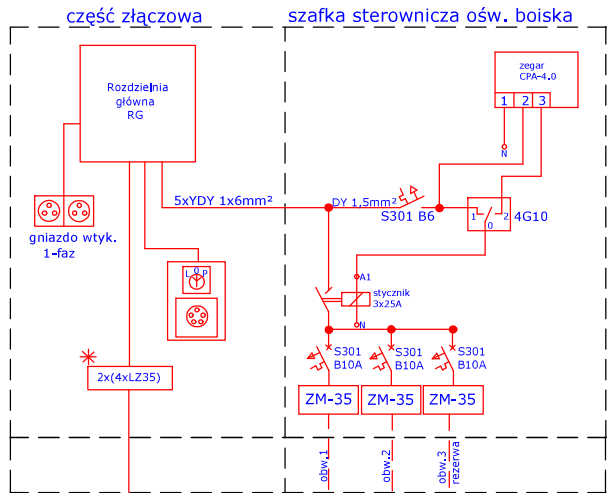 część złączowa
szafka sterownicza ośw. boiska
Rozdzielnia
główna
RG
zegar
CPA-4.0
1 2 3
N
5xYDY 1x6mm²
DY 1,5mm²
S301 B6
1 2
0
4G10
gniazdo wtyk.
1-faz
L O P
A1
stycznik
3x25A
N
S301
B10A
S301
B10A
S301
B10A
2x(4xLZ35)
ZM-35
ZM-35
ZM-35
obw.1
obw.2
obw.3
rezerwa